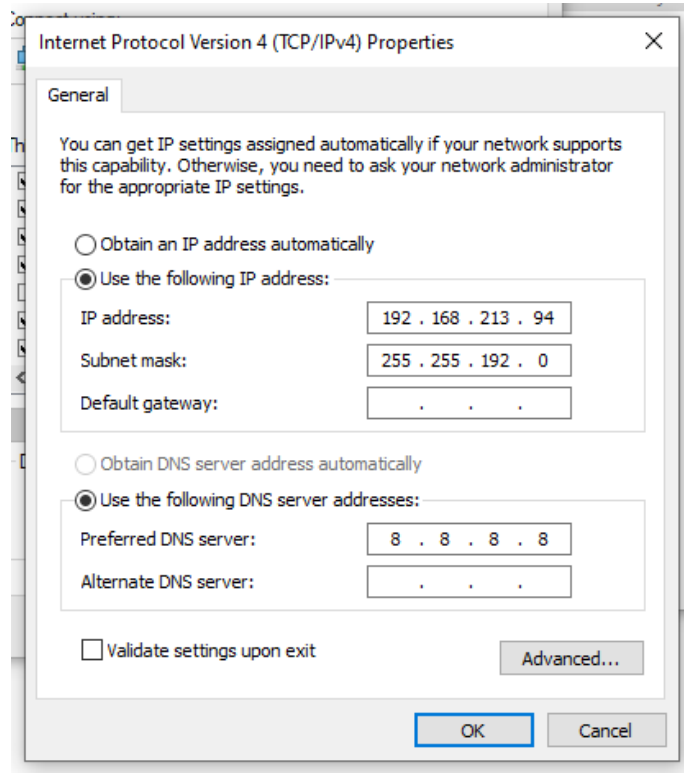 Internet Protocol Version 4 (TCP/IPv4) Properties
General
You can get IP settings assigned automatically if your network supports
this capability. Otherwise, you need to ask your network administrator
for the appropriate IP settings.
Obtain an IP address automatically
Use the following IP address:
IP address: 192 . 168 . 213 . 94
Subnet mask: 255 . 255 . 192 . 0
Default gateway: . . .
Obtain DNS server address automatically
Use the following DNS server addresses:
Preferred DNS server: 8 . 8 . 8 . 8
Alternate DNS server: . . .
Validate settings upon exit
Advanced...
OK Cancel